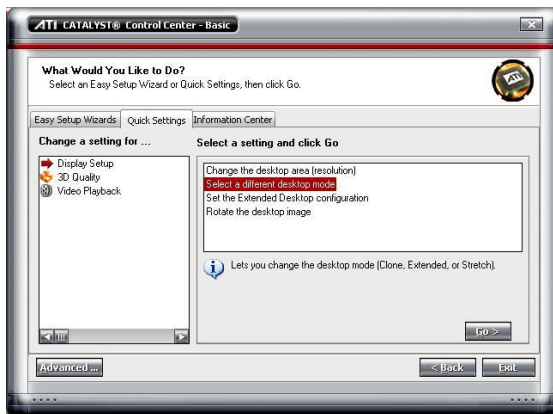 ATI CATALYST® Control Center - Basic
What Would You Like to Do?
Select an Easy Setup Wizard or Quick Settings, then click Go.
ATI
Easy Setup Wizards Quick Settings Information Center
Change a setting for ...
Display Setup
3D Quality
Video Playback
Select a setting and click Go
Change the desktop area (resolution)
Select a different desktop mode
Set the Extended Desktop configuration
Rotate the desktop image
Lets you change the desktop mode (Clone, Extended, or Stretch).
Go >
Advanced ...
< Back
Exit